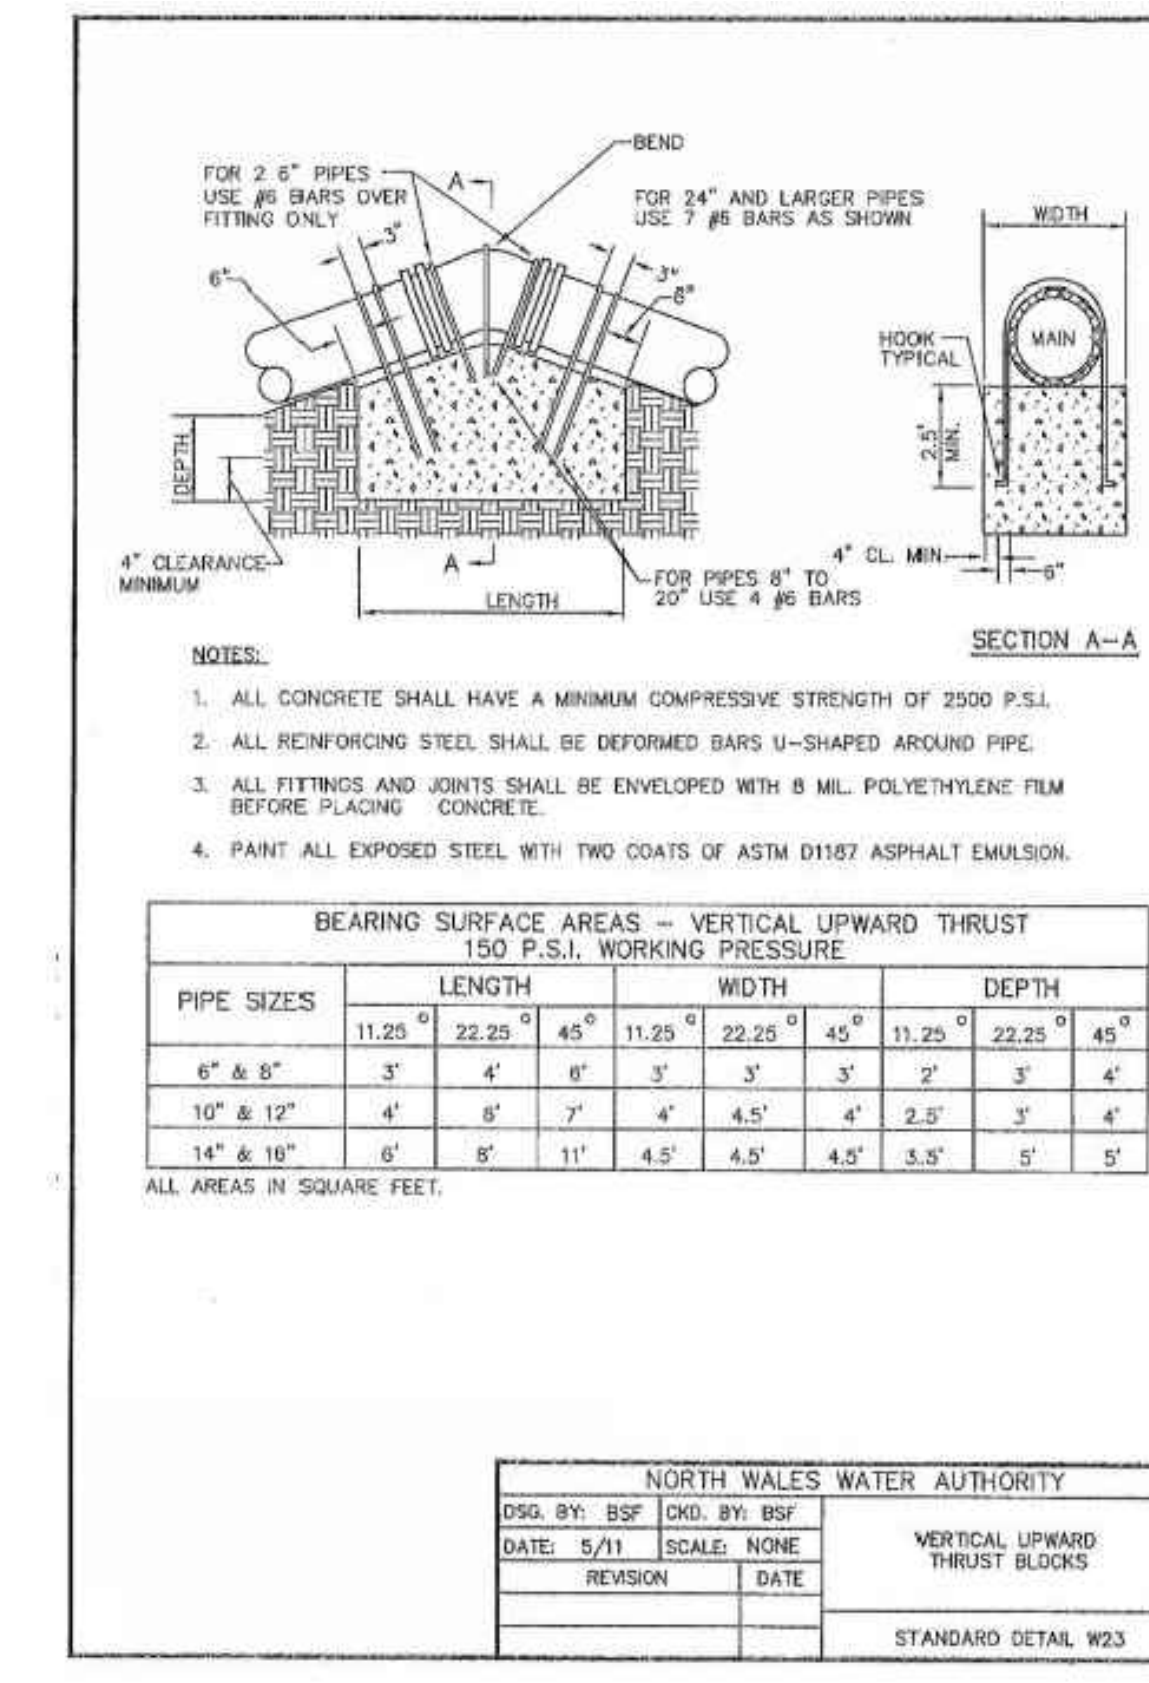 BEND
FOR 2 6" PIPES
USE #6 BARS OVER
FITTING ONLY
A
FOR 24" AND LARGER PIPES
USE 7 #6 BARS AS SHOWN
WIDTH
3"
6"
3"
6"
HOOK
TYPICAL
MAIN
2.5'
MIN.
DEPTH
4" CLEARANCE
MINIMUM
A
LENGTH
FOR PIPES 8" TO
20" USE 4 #6 BARS
4" CL. MIN.
6"
SECTION A-A
NOTES:
1. ALL CONCRETE SHALL HAVE A MINIMUM COMPRESSIVE STRENGTH OF 2500 P.S.I.
2. ALL REINFORCING STEEL SHALL BE DEFORMED BARS U-SHAPED AROUND PIPE.
3. ALL FITTINGS AND JOINTS SHALL BE ENVELOPED WITH 8 MIL. POLYETHYLENE FILM
BEFORE PLACING CONCRETE.
4. PAINT ALL EXPOSED STEEL WITH TWO COATS OF ASTM D1187 ASPHALT EMULSION.
BEARING SURFACE AREAS - VERTICAL UPWARD THRUST
150 P.S.I. WORKING PRESSURE
PIPE SIZES LENGTH WIDTH DEPTH
11.25° 22.25° 45° 11.25° 22.25° 45° 11.25° 22.25° 45°
6" & 8" 3' 4' 6' 3' 3' 3' 2' 3' 4'
10" & 12" 4' 7' 4' 4.5' 4' 2.5' 3' 4'
14" & 16" 6' 8' 11' 4.5' 4.5' 4.5' 3.5' 5' 5'
ALL AREAS IN SQUARE FEET.
NORTH WALES WATER AUTHORITY
DSG. BY: BSF CKD. BY: BSF
DATE: 5/11 SCALE: NONE
REVISION DATE
VERTICAL UPWARD
THRUST BLOCKS
STANDARD DETAIL W23